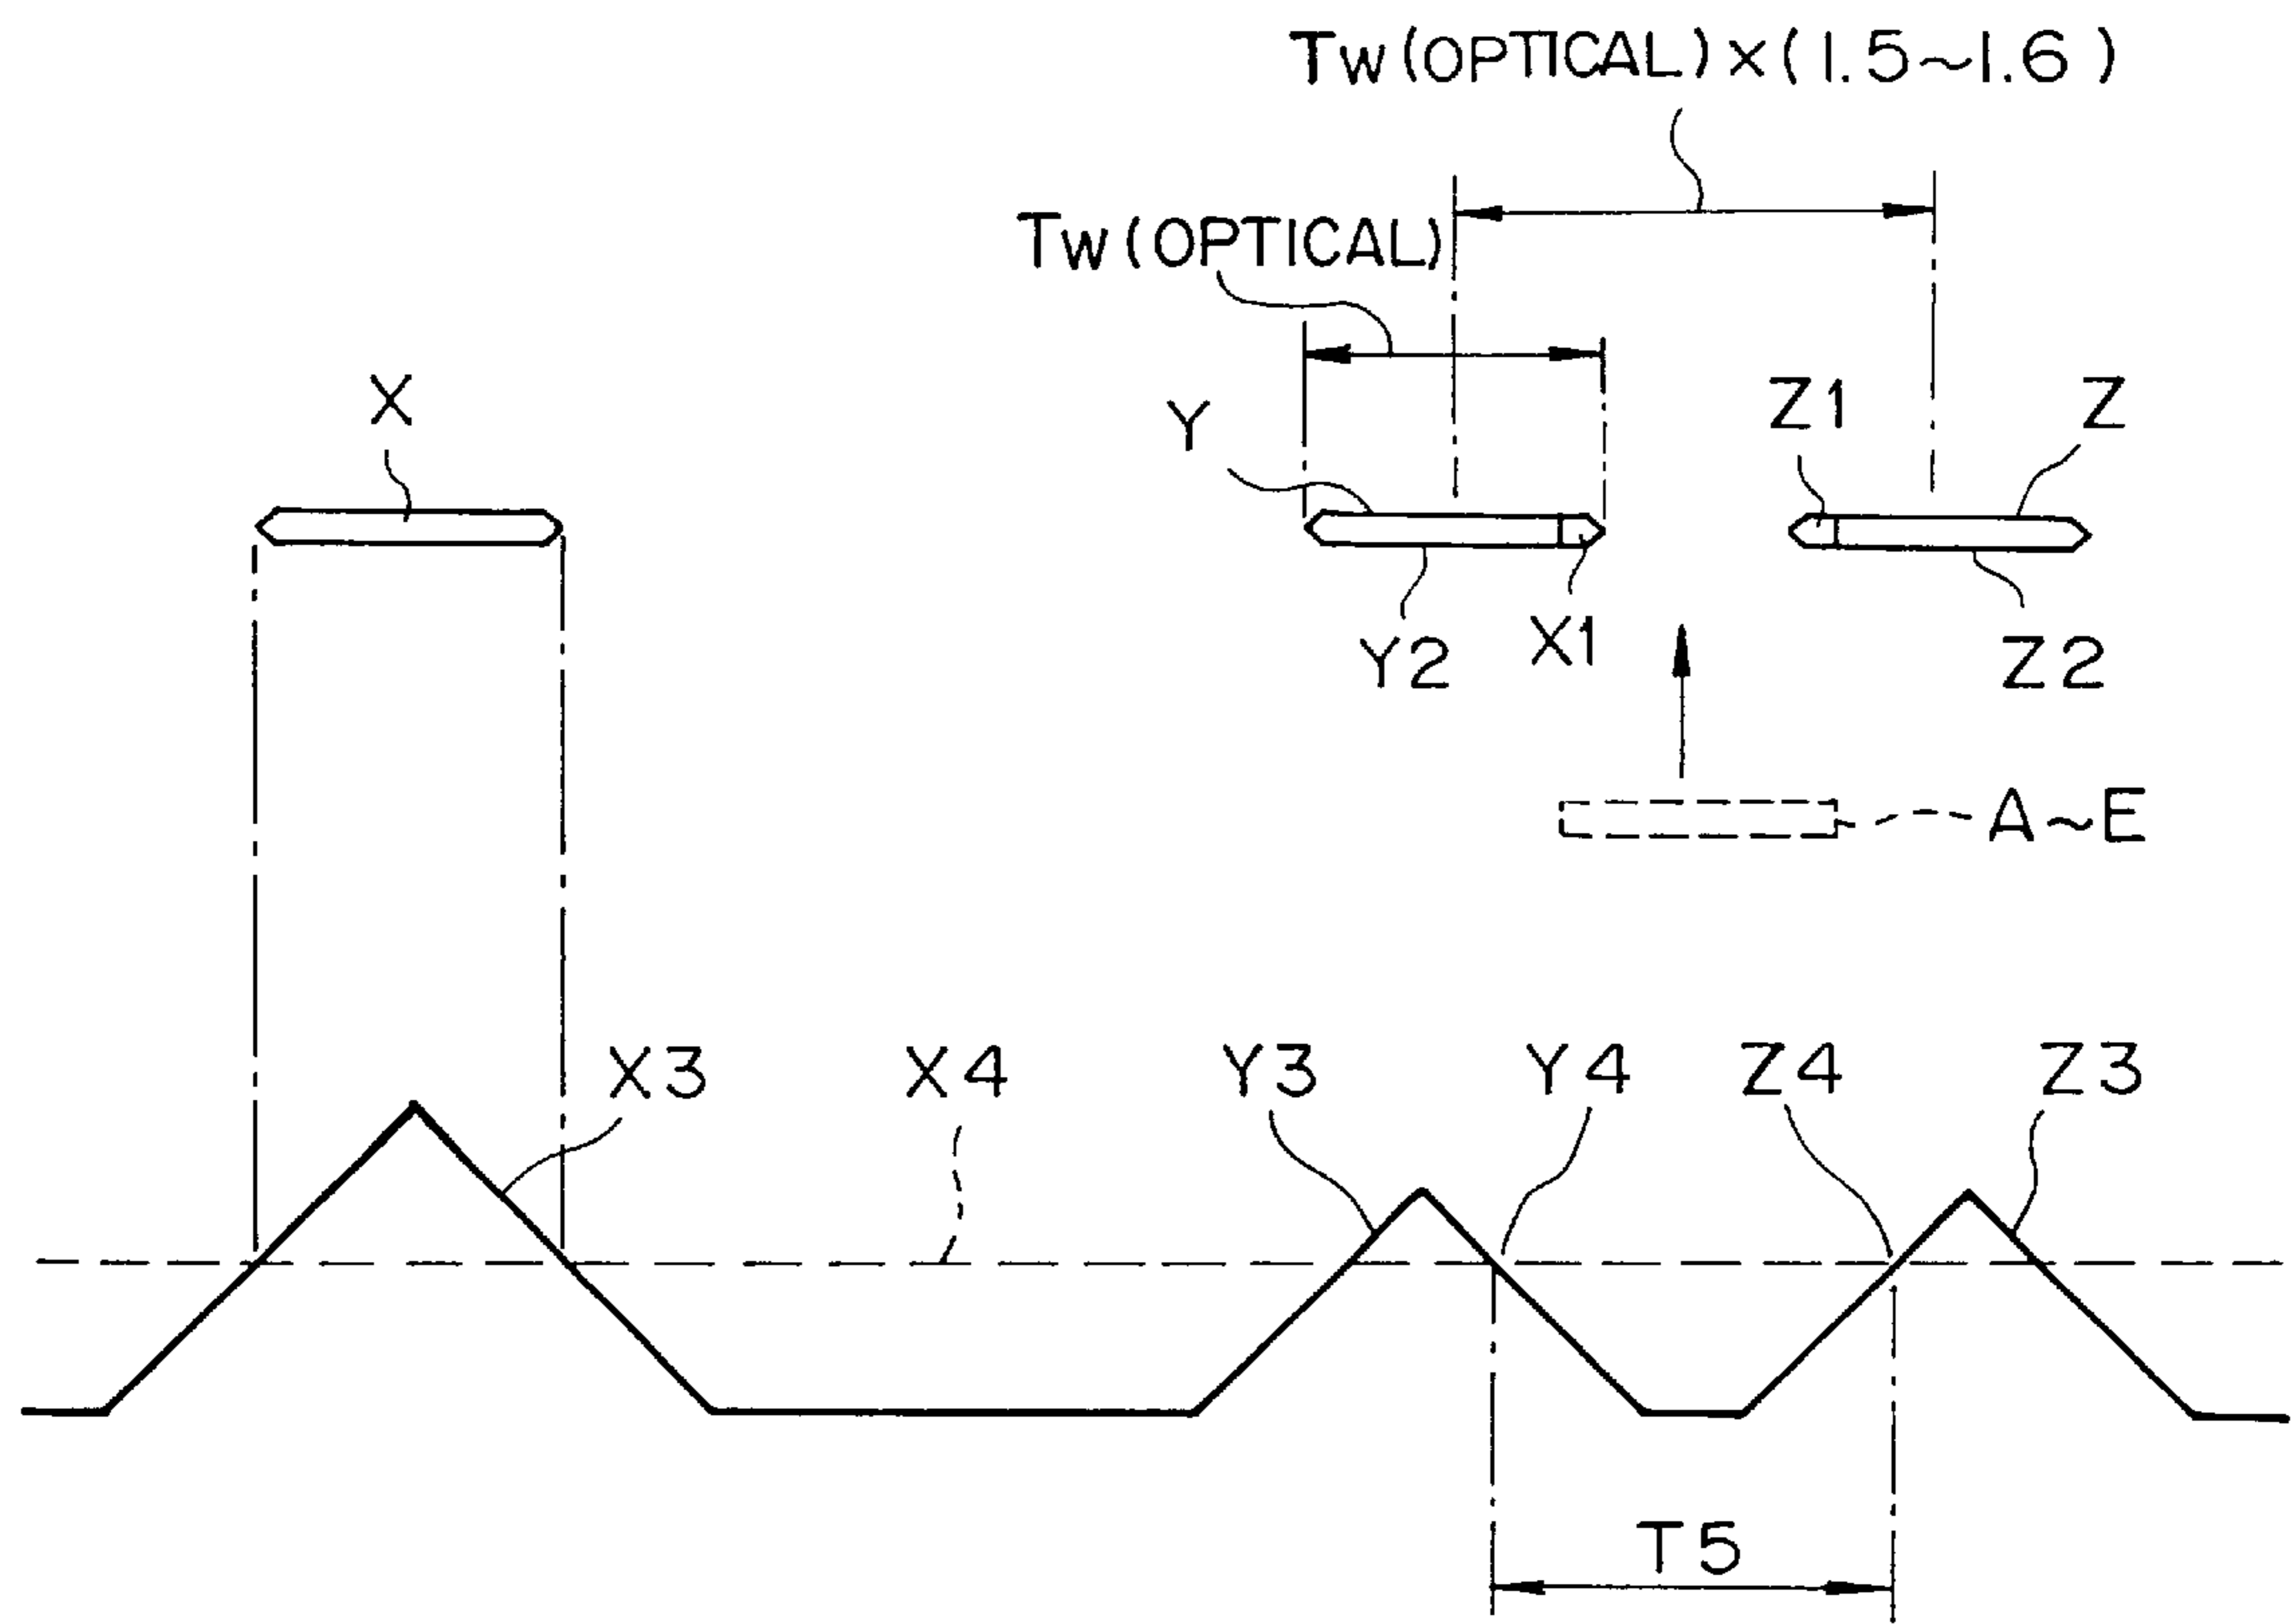 Tw(OPTICAL)x(1.5~1.6)
Tw(OPTICAL)
X
Y
Z1
Z
Y2
X1
Z2
A~E
X3
X4
Y3
Y4
Z4
Z3
T5